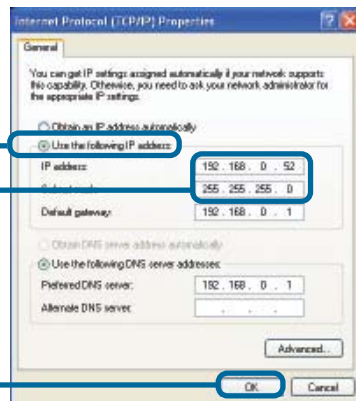 Internet Protocol (TCP/IP) Properties
General
You can get IP settings assigned automatically if your network supports
this capability. Otherwise, you need to ask your network administrator for
the appropriate IP settings.
Obtain an IP address automatically
Use the following IP address:
IP address: 192 . 168 . 0 . 52
Subnet mask: 255 . 255 . 255 . 0
Default gateway: 192 . 168 . 0 . 1
Obtain DNS server address automatically
Use the following DNS server addresses:
Preferred DNS server: 192 . 168 . 0 . 1
Alternate DNS server: . . .
Advanced...
OK Cancel